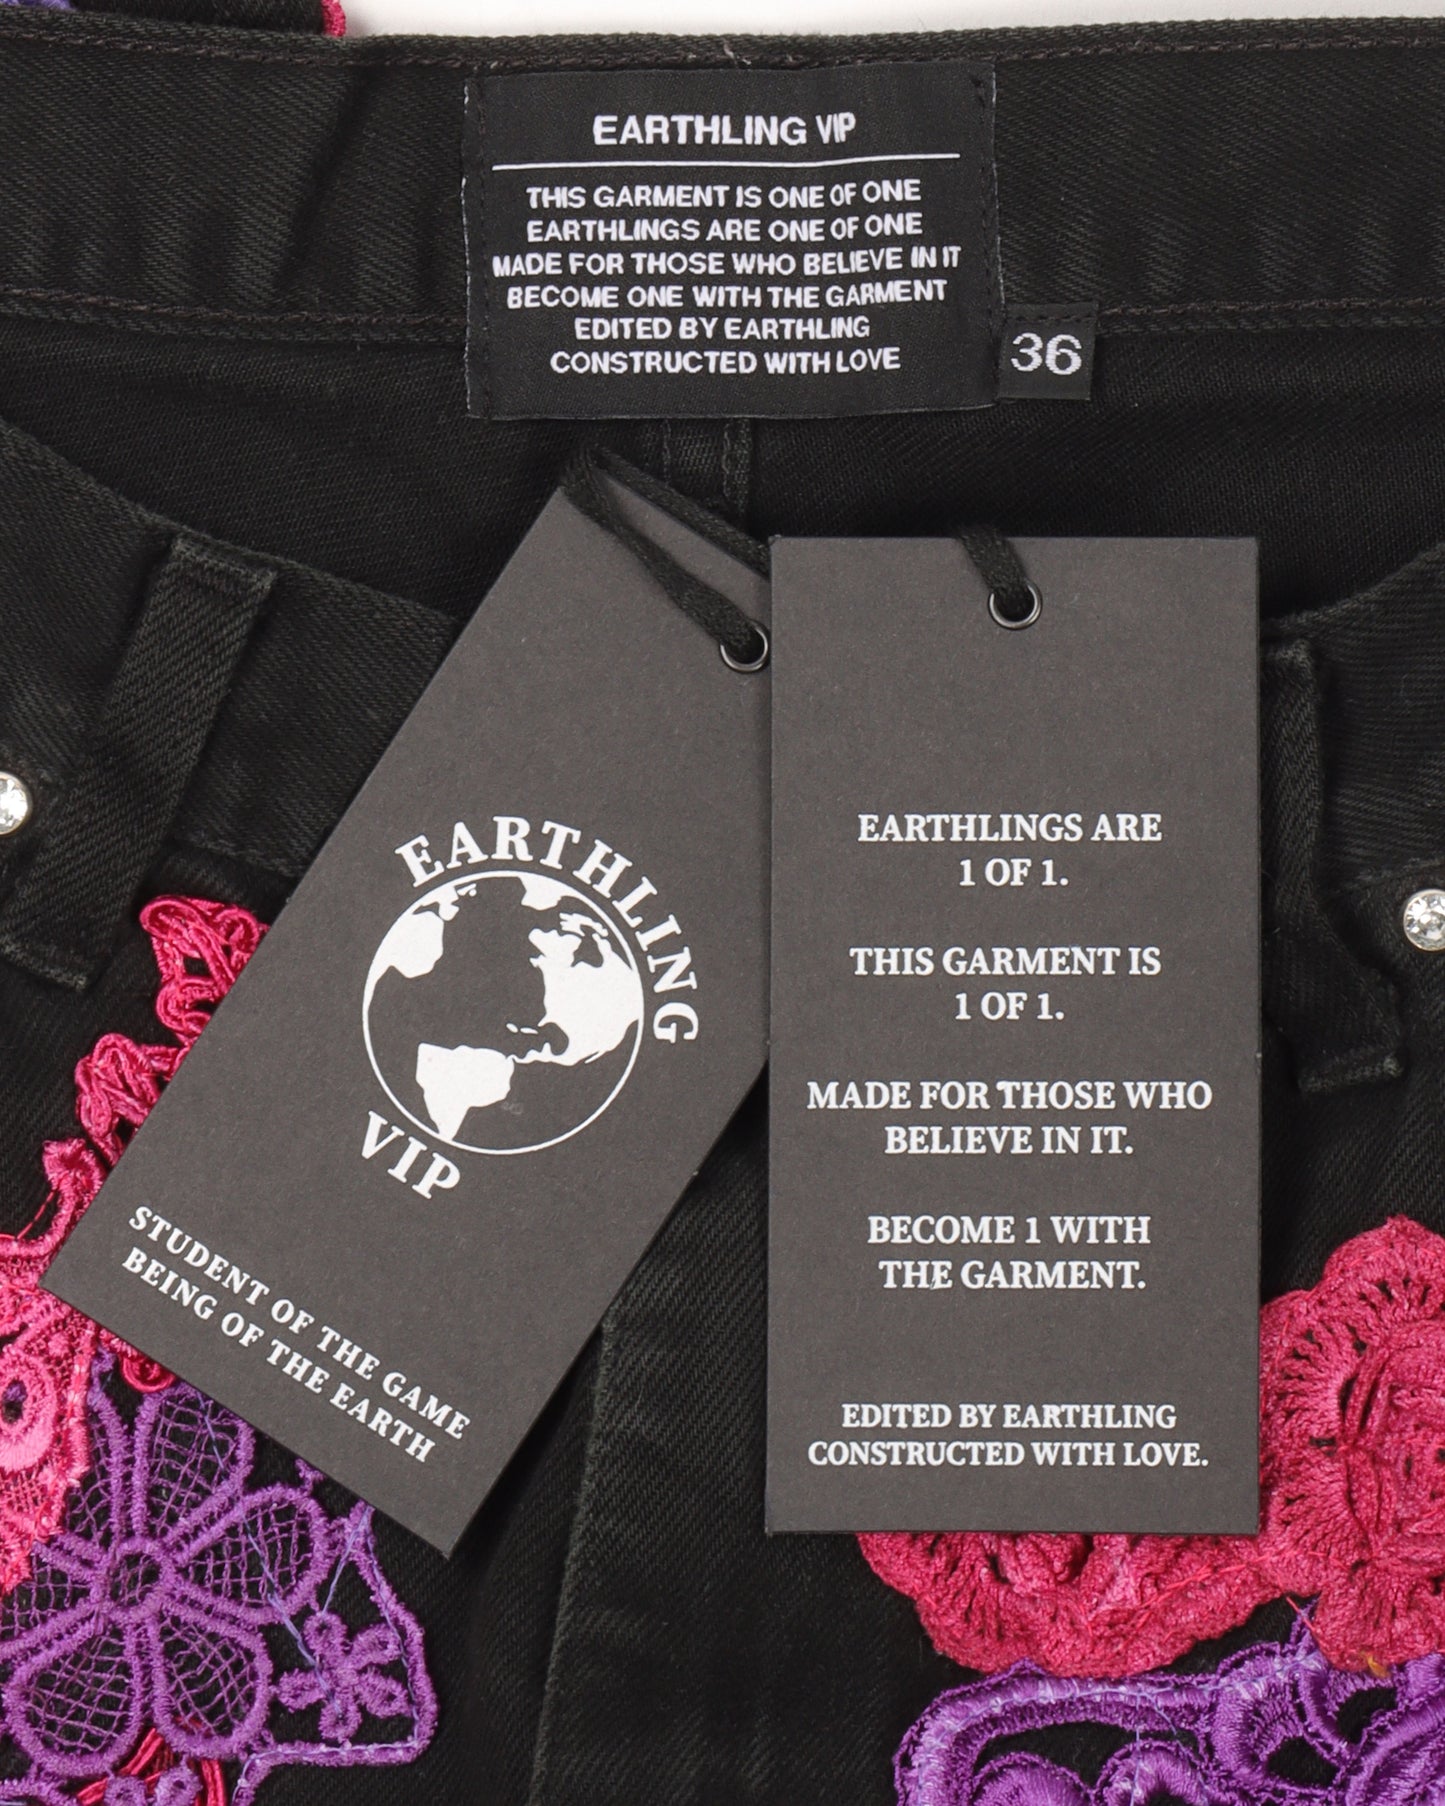 EARTHLING VIP
THIS GARMENT IS ONE OF ONE
EARTHLINGS ARE ONE OF ONE
MADE FOR THOSE WHO BELIEVE IN IT
BECOME ONE WITH THE GARMENT
EDITED BY EARTHLING
CONSTRUCTED WITH LOVE
36
EARTHLING
VIP
STUDENT OF THE GAME
BEING OF THE EARTH
EARTHLINGS ARE
1 OF 1.
THIS GARMENT IS
1 OF 1.
MADE FOR THOSE WHO
BELIEVE IN IT.
BECOME 1 WITH
THE GARMENT.
EDITED BY EARTHLING
CONSTRUCTED WITH LOVE.